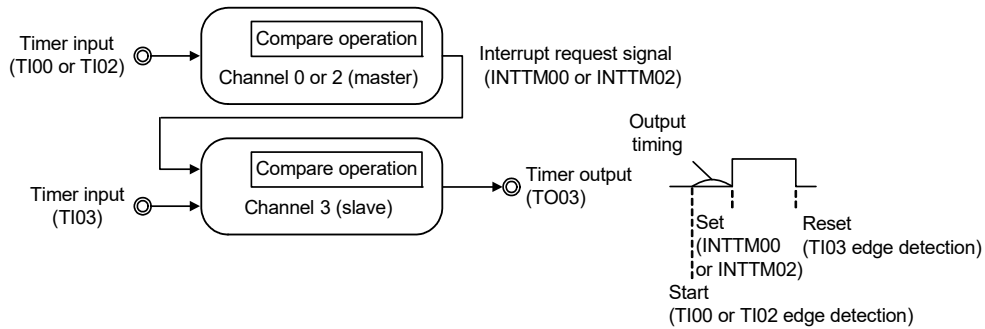 Timer input
(TI00 or TI02)
Compare operation
Channel 0 or 2 (master)
Interrupt request signal
(INTTM00 or INTTM02)
Timer input
(TI03)
Compare operation
Channel 3 (slave)
Timer output
(TO03)
Output
timing
Set
(INTTM00
or INTTM02)
Reset
(TI03 edge detection)
Start
(TI00 or TI02 edge detection)